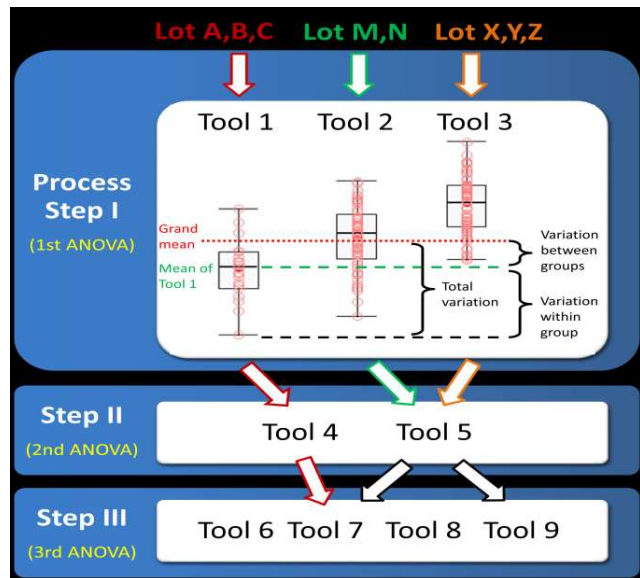 Lot A,B,C Lot M,N Lot X,Y,Z
Process
Step I
(1st ANOVA)
Tool 1 Tool 2 Tool 3
Grand
mean
Mean of
Tool 1
Total
variation
Variation
between
groups
Variation
within
group
Step II
(2nd ANOVA)
Tool 4 Tool 5
Step III
(3rd ANOVA)
Tool 6 Tool 7 Tool 8 Tool 9